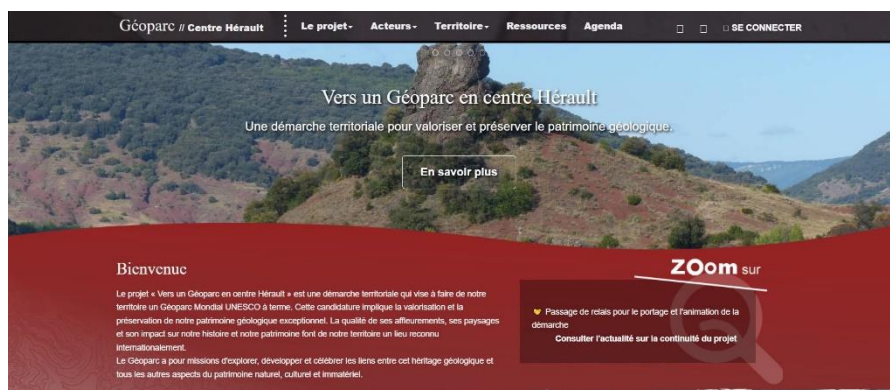 Géoparc // Centre Hérault
Le projet Acteurs Territoire Ressources Agenda SE CONNECTER
Vers un Géoparc en centre Hérault
Une démarche territoriale pour valoriser et préserver le patrimoine géologique.
En savoir plus
Bienvenue
Le projet « Vers un Géoparc en centre Hérault » est une démarche territoriale qui vise à faire de notre
territoire un Géoparc Mondial UNESCO à terme. Cette candidature implique la valorisation et la
préservation de notre patrimoine géologique exceptionnel. La qualité de ses affleurements, ses paysages
et son impact sur notre histoire et notre patrimoine font de notre territoire un lieu reconnu
internationalement.
Le Géoparc a pour missions d'explorer, développer et célébrer les liens entre cet héritage géologique et
tous les autres aspects du patrimoine naturel, culturel et immatériel.
ZOom sur
Passage de relais pour le portage et l'animation de la
démarche
Consulter l'actualité sur la continuité du projet